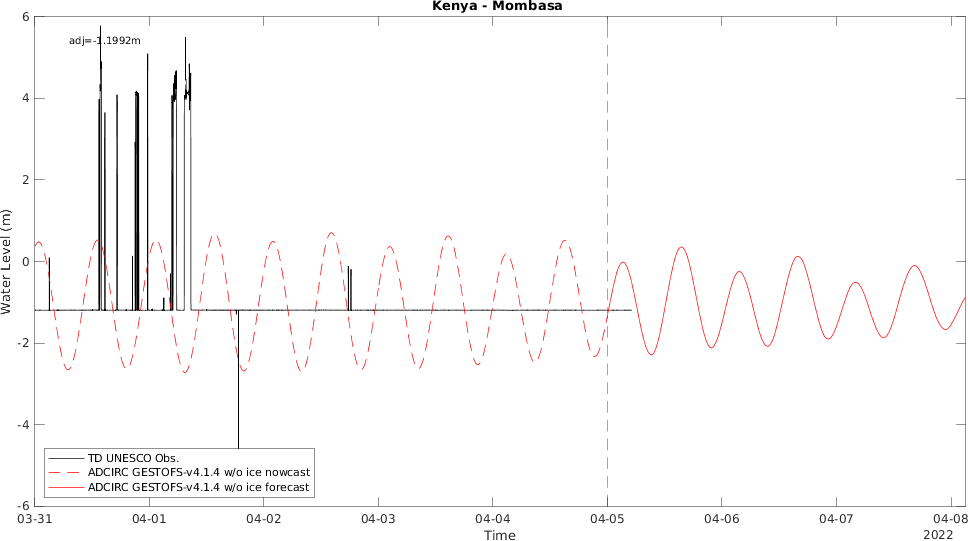 Kenya - Mombasa
adj=-1.1992m
6
4
2
0
-2
-4
-6
Water Level (m)
TD UNESCO Obs.
ADCIRC GESTOFS-v4.1.4 w/o ice nowcast
ADCIRC GESTOFS-v4.1.4 w/o ice forecast
03-31 04-01 04-02 04-03 04-04 04-05 04-06 04-07 04-08
Time
2022